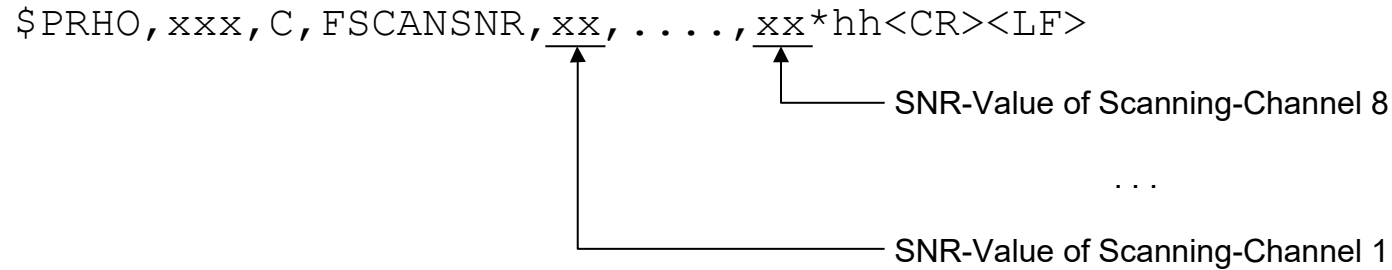 $PRHO,xxx,C,FSCANSNR,xx,....,xx*hh<CR><LF>
SNR-Value of Scanning-Channel 8
...
SNR-Value of Scanning-Channel 1